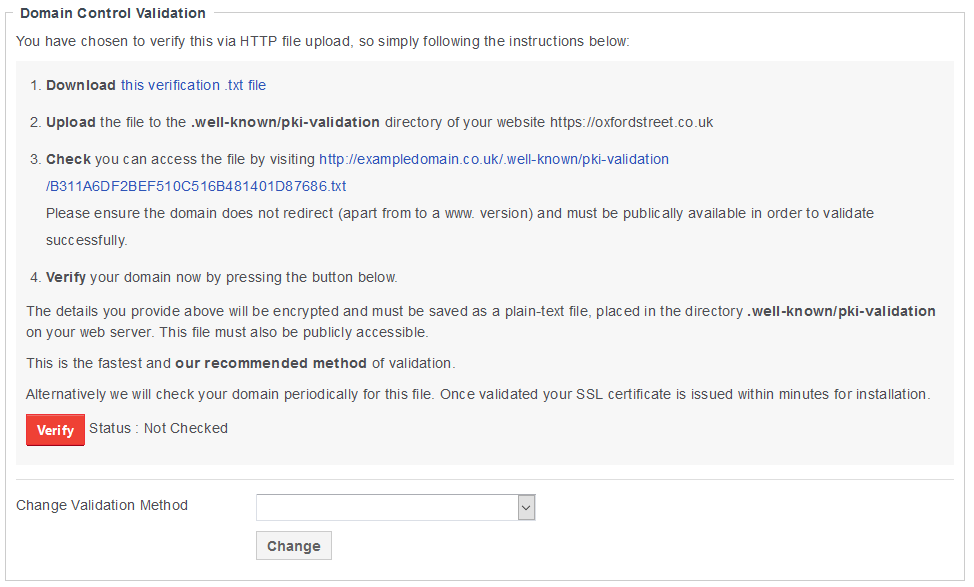 Domain Control Validation
You have chosen to verify this via HTTP file upload, so simply following the instructions below:
1. Download this verification .txt file
2. Upload the file to the .well-known/pki-validation directory of your website https://oxfordstreet.co.uk
3. Check you can access the file by visiting http://exampledomain.co.uk/.well-known/pki-validation
/B311A6DF2BEF510C516B481401D87686.txt
Please ensure the domain does not redirect (apart from to a www. version) and must be publically available in order to validate
successfully.
4. Verify your domain now by pressing the button below.
The details you provide above will be encrypted and must be saved as a plain-text file, placed in the directory .well-known/pki-validation
on your web server. This file must also be publicly accessible.
This is the fastest and our recommended method of validation.
Alternatively we will check your domain periodically for this file. Once validated your SSL certificate is issued within minutes for installation.
Verify Status : Not Checked
Change Validation Method
Change